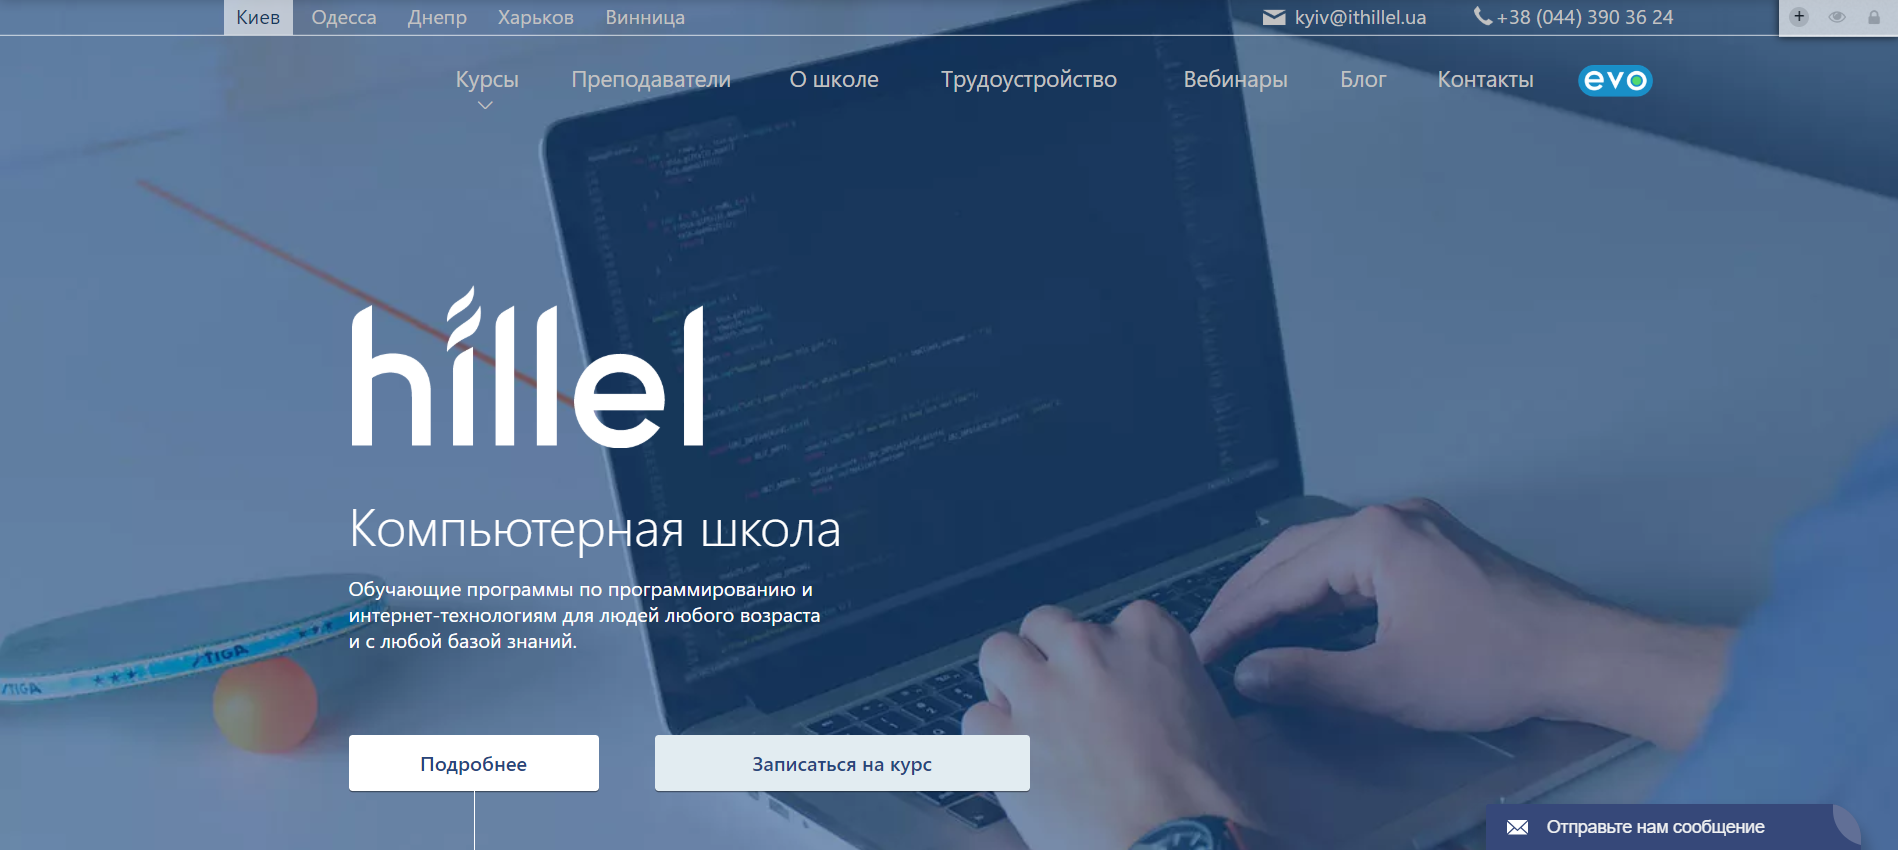 Киев Одесса Днепр Харьков Винница kyiv@ithillel.ua +38 (044) 390 36 24
Курсы Преподаватели О школе Трудоустройство Вебинары Блог Контакты evo
hillel
Компьютерная школа
Обучающие программы по программированию и
интернет-технологиям для людей любого возраста
и с любой базой знаний.
STIGA
STIGA
Подробнее Записаться на курс
Отправьте нам сообщение